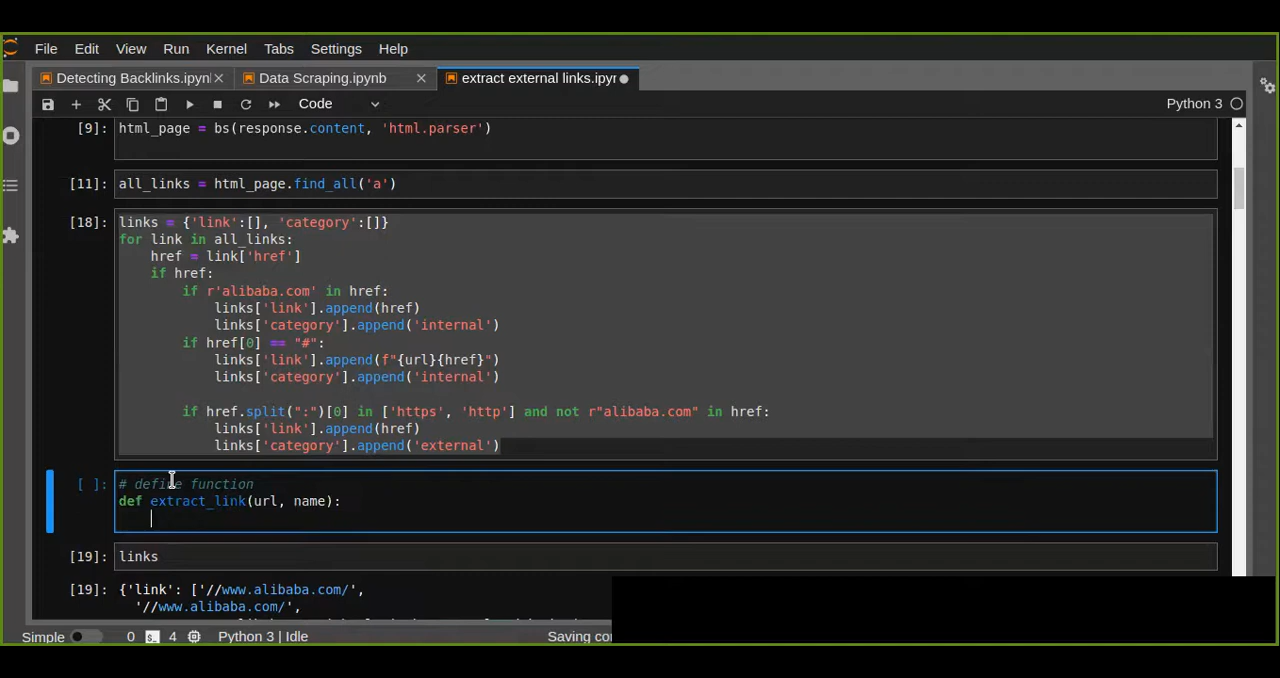 File Edit View Run Kernel Tabs Settings Help
Detecting Backlinks.ipynl Data Scraping.ipynb extract external links.ipyr
Code Python 3
[9]: html_page = bs(response.content, 'html.parser')
[11]: all_links = html_page.find_all('a')
[18]: links = {'link':[], 'category':[]}
for link in all_links:
href = link['href']
if href:
if r'alibaba.com' in href:
links['link'].append(href)
links['category'].append('internal')
if href[0] == "#":
links['link'].append(f"{url}{href}")
links['category'].append('internal')
if href.split(":")[0] in ['https', 'http'] and not r"alibaba.com" in href:
links['link'].append(href)
links['category'].append('external')
[ ]: # define function
def extract_link(url, name):
[19]: links
[19]: {'link': ['//www.alibaba.com/',
'//www.alibaba.com/',
Simple 0 $_ 4 Python 3 | Idle Saving co